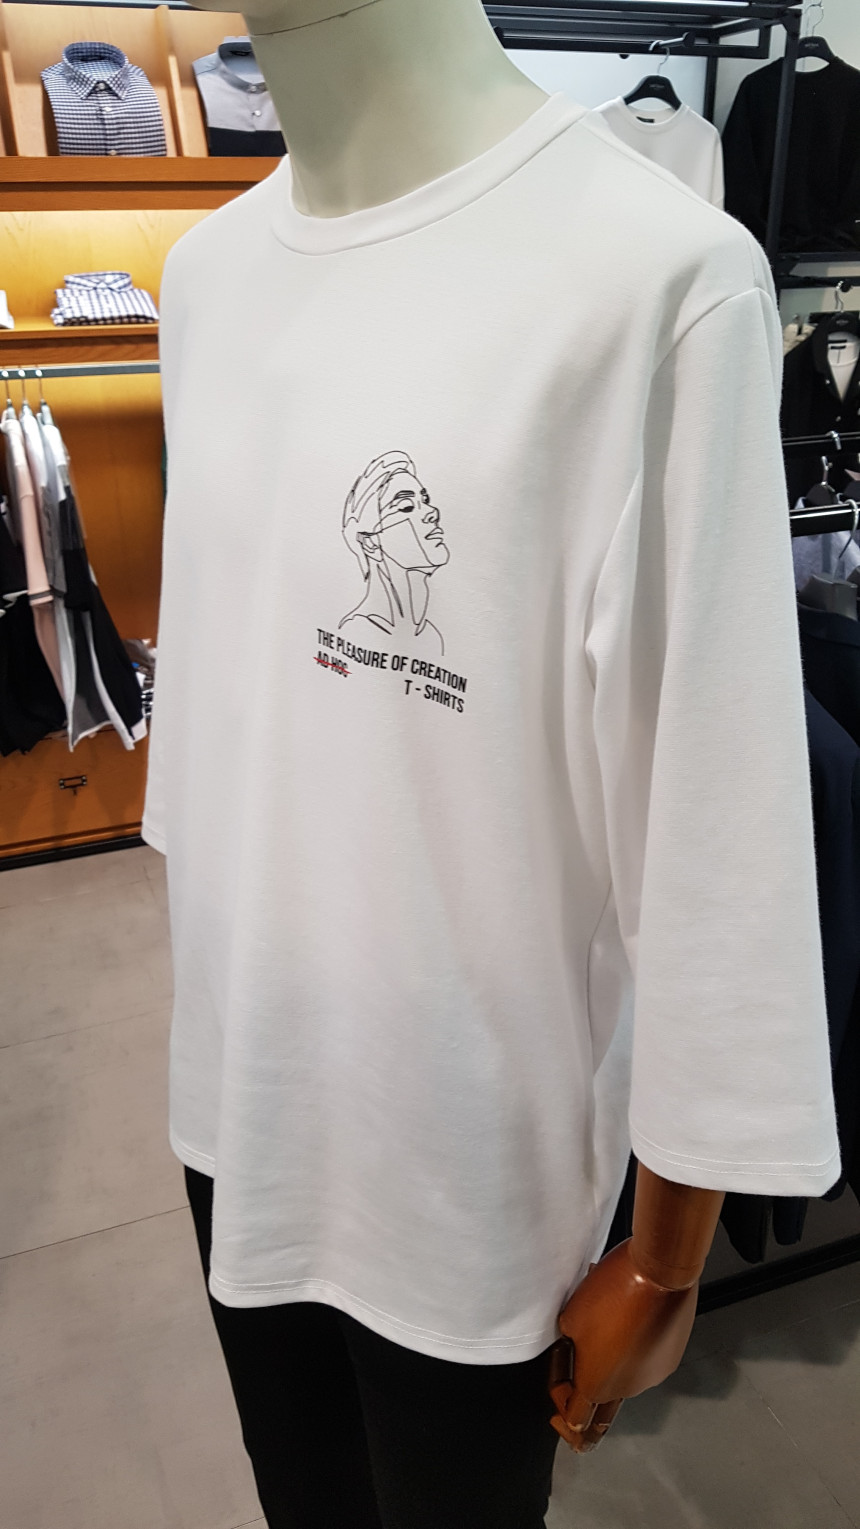 THE PLEASURE OF CREATION
AD HOC
T - SHIRTS